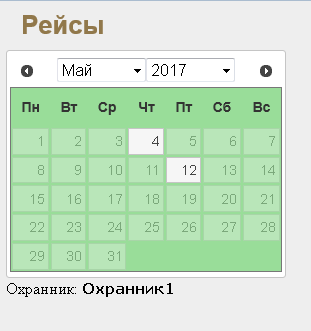 Рейсы
Май 2017
Пн Вт Ср Чт Пт Сб Вс
1 2 3 4 5 6 7
8 9 10 11 12 13 14
15 16 17 18 19 20 21
22 23 24 25 26 27 28
29 30 31
Охранник: Охранник1